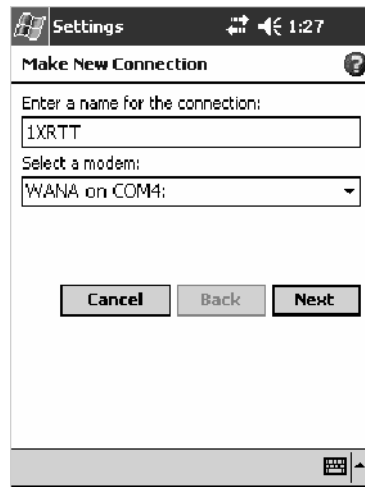 Settings 1:27
Make New Connection
Enter a name for the connection:
1XRTT
Select a modem:
WANA on COM4:
Cancel Back Next